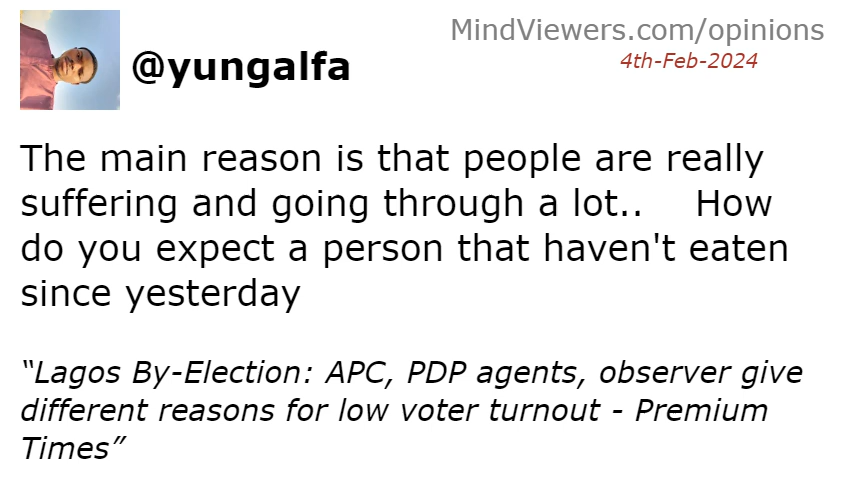 MindViewers.com/opinions
4th-Feb-2024
@yungalfa
The main reason is that people are really
suffering and going through a lot.. How
do you expect a person that haven't eaten
since yesterday
“Lagos By-Election: APC, PDP agents, observer give
different reasons for low voter turnout - Premium
Times”